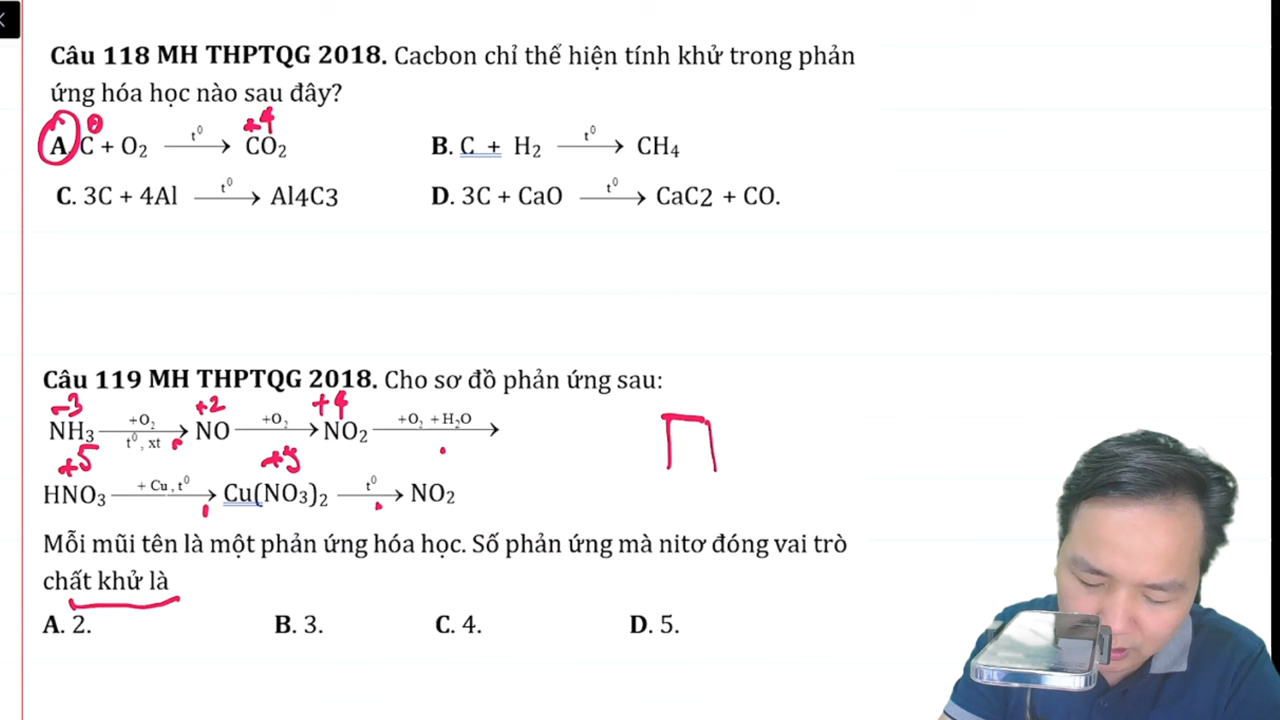 Câu 118 MH THPTQG 2018. Cacbon chỉ thể hiện tính khử trong phản
ứng hóa học nào sau đây?
0 +4
A. C + O₂ t⁰ → CO₂ B. C + H₂ t⁰ → CH₄
C. 3C + 4Al t⁰ → Al4C3 D. 3C + CaO t⁰ → CaC2 + CO.
Câu 119 MH THPTQG 2018. Cho sơ đồ phản ứng sau:
-3 +2 +4
NH₃ +O₂ t⁰, xt → NO +O₂ → NO₂ +O₂ +H₂O →
+5 +5
HNO₃ + Cu, t⁰ → Cu(NO₃)₂ t⁰ → NO₂
Mỗi mũi tên là một phản ứng hóa học. Số phản ứng mà nitơ đóng vai trò
chất khử là
A. 2. B. 3. C. 4. D. 5.